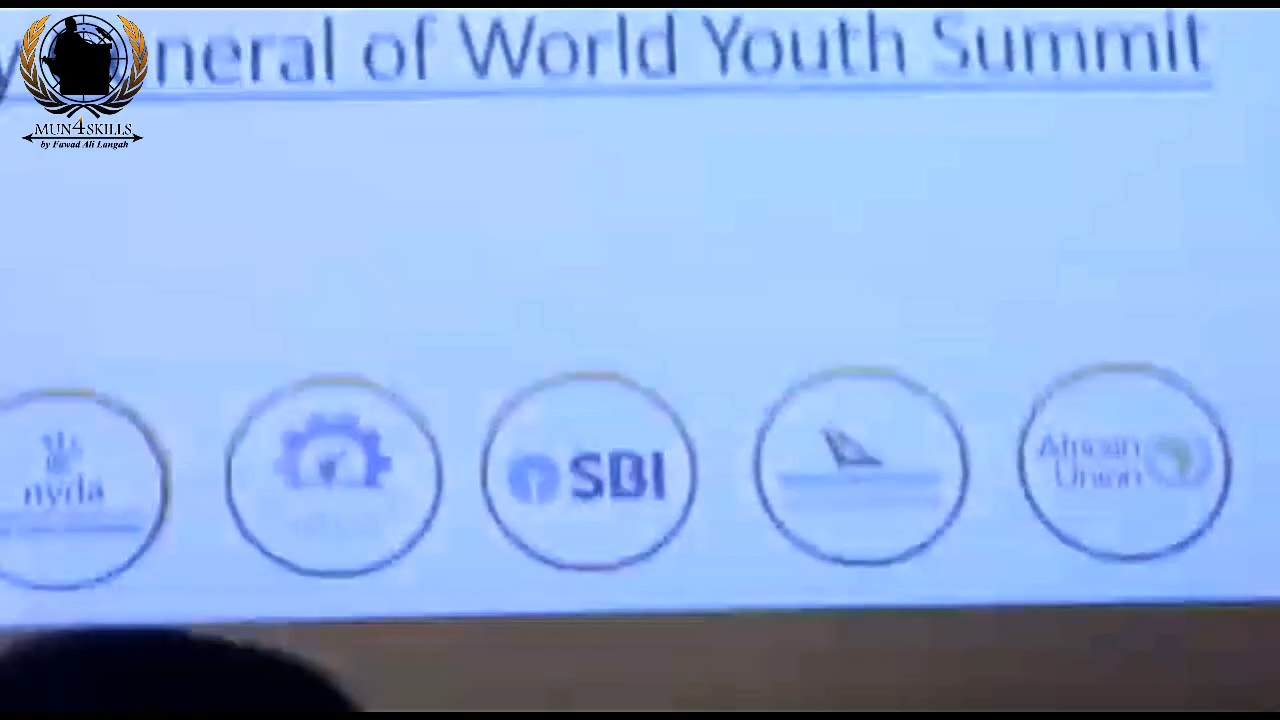 neral of World Youth Summit
MUN4SKILLS
by Fawad Ali Langah
nyda
SBI
African
Union